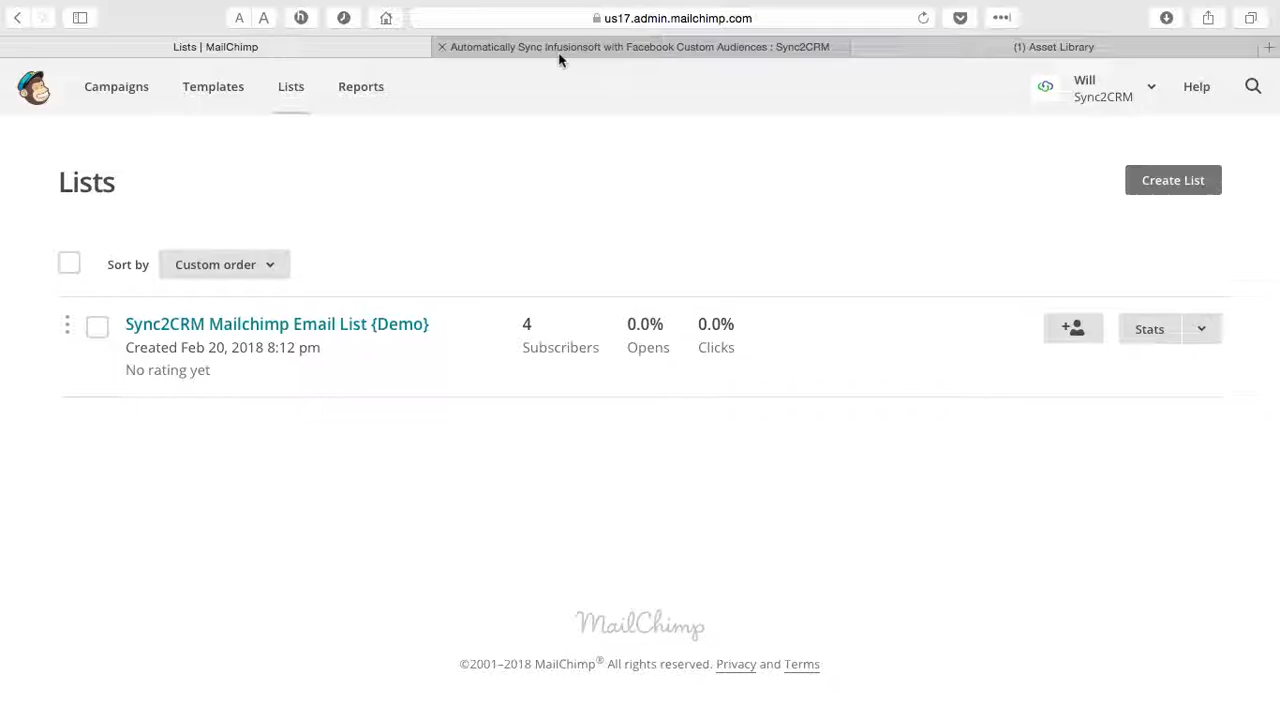 A A us17.admin.mailchimp.com
Lists | MailChimp
Automatically Sync Infusionsoft with Facebook Custom Audiences : Sync2CRM
(1) Asset Library
Campaigns Templates Lists Reports
Will
Sync2CRM
Help
Lists
Create List
Sort by Custom order
Sync2CRM Mailchimp Email List {Demo}
Created Feb 20, 2018 8:12 pm
No rating yet
4
Subscribers
0.0%
Opens
0.0%
Clicks
Stats
MailChimp
©2001–2018 MailChimp® All rights reserved. Privacy and Terms